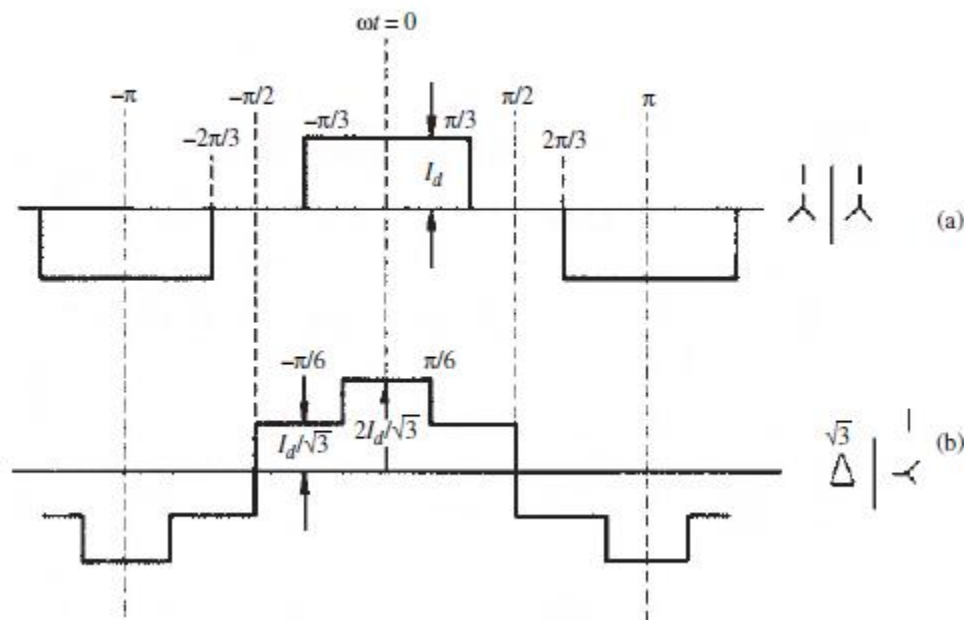 ωt = 0
−π
−π/2
π/2
π
−π/3
π/3
−2π/3
2π/3
I_d
(a)
−π/6
π/6
I_d/√3
2I_d/√3
√3
(b)